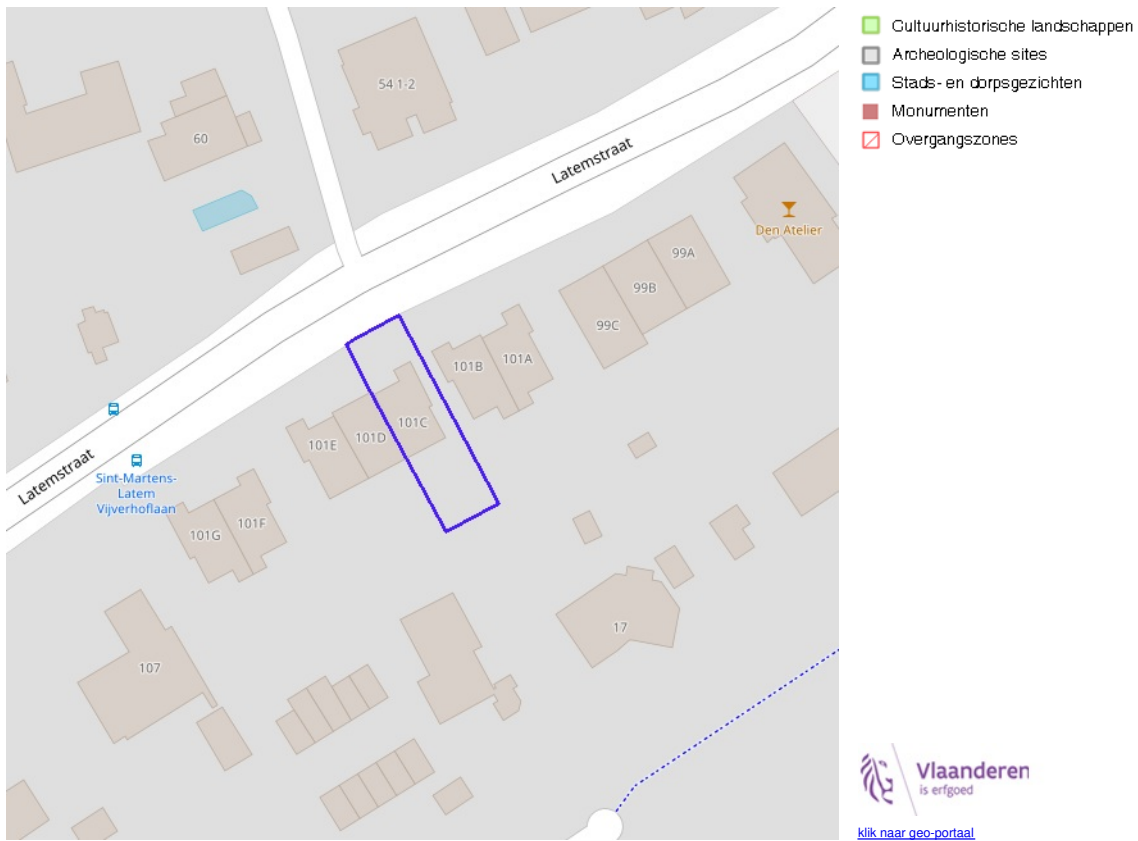 54 1-2
60
Latemstraat
Den Atelier
99A
99B
99C
101A
101B
101C
101D
101E
Latemstraat
Sint-Martens-
Latem
Vijverhoflaan
101F
101G
17
107
Cultuurhistorische landschappen
Archeologische sites
Stads- en dorpsgezichten
Monumenten
Overgangszones
Vlaanderen
is erfgoed
klik naar geo-portaal